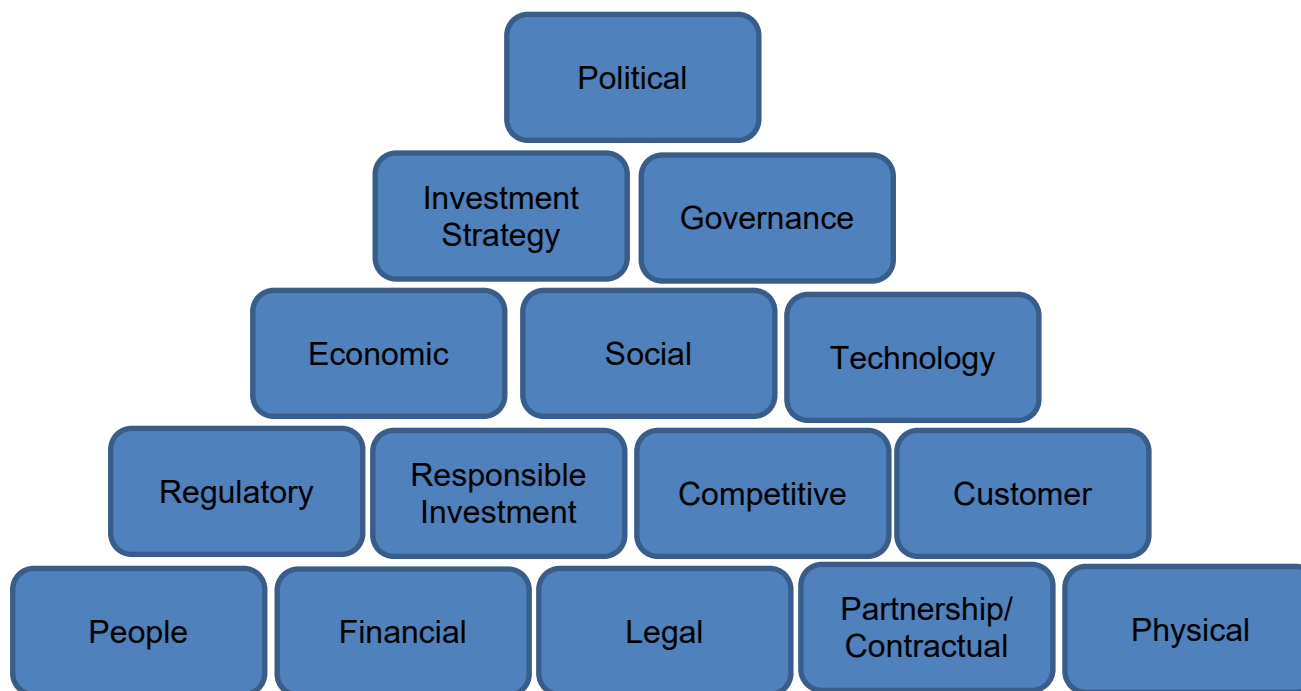 Political
Investment
Strategy
Governance
Economic
Social
Technology
Regulatory
Responsible
Investment
Competitive
Customer
People
Financial
Legal
Partnership/
Contractual
Physical